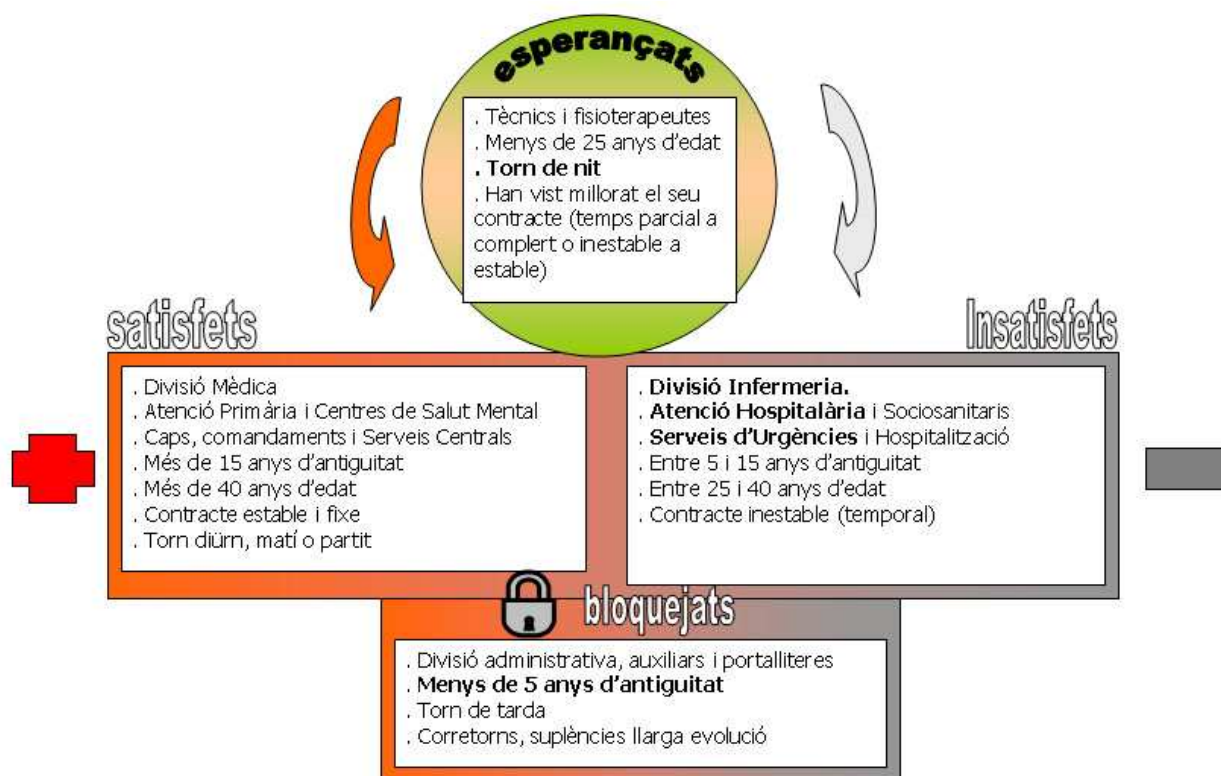 esperançats
. Tècnics i fisioterapeutes
. Menys de 25 anys d'edat
. Torn de nit
. Han vist millorat el seu
contracte (temps parcial a
complert o inestable a
estable)
satisfets
. Divisió Mèdica
. Atenció Primária i Centres de Salut Mental
. Caps, comandaments i Serveis Centrals
. Més de 15 anys d'antiguitat
. Més de 40 anys d'edat
. Contracte estable i fixe
. Torn diürn, matí o partit
Insatisfets
. Divisió Infermeria.
. Atenció Hospitalària i Sociosanitaris
. Serveis d'Urgències i Hospitalització
. Entre 5 i 15 anys d'antiguitat
. Entre 25 i 40 anys d'edat
. Contracte inestable (temporal)
bloquejats
. Divisió administrativa, auxiliars i portalliteres
. Menys de 5 anys d'antiguitat
. Torn de tarda
. Corretorns, suplències llarga evolució